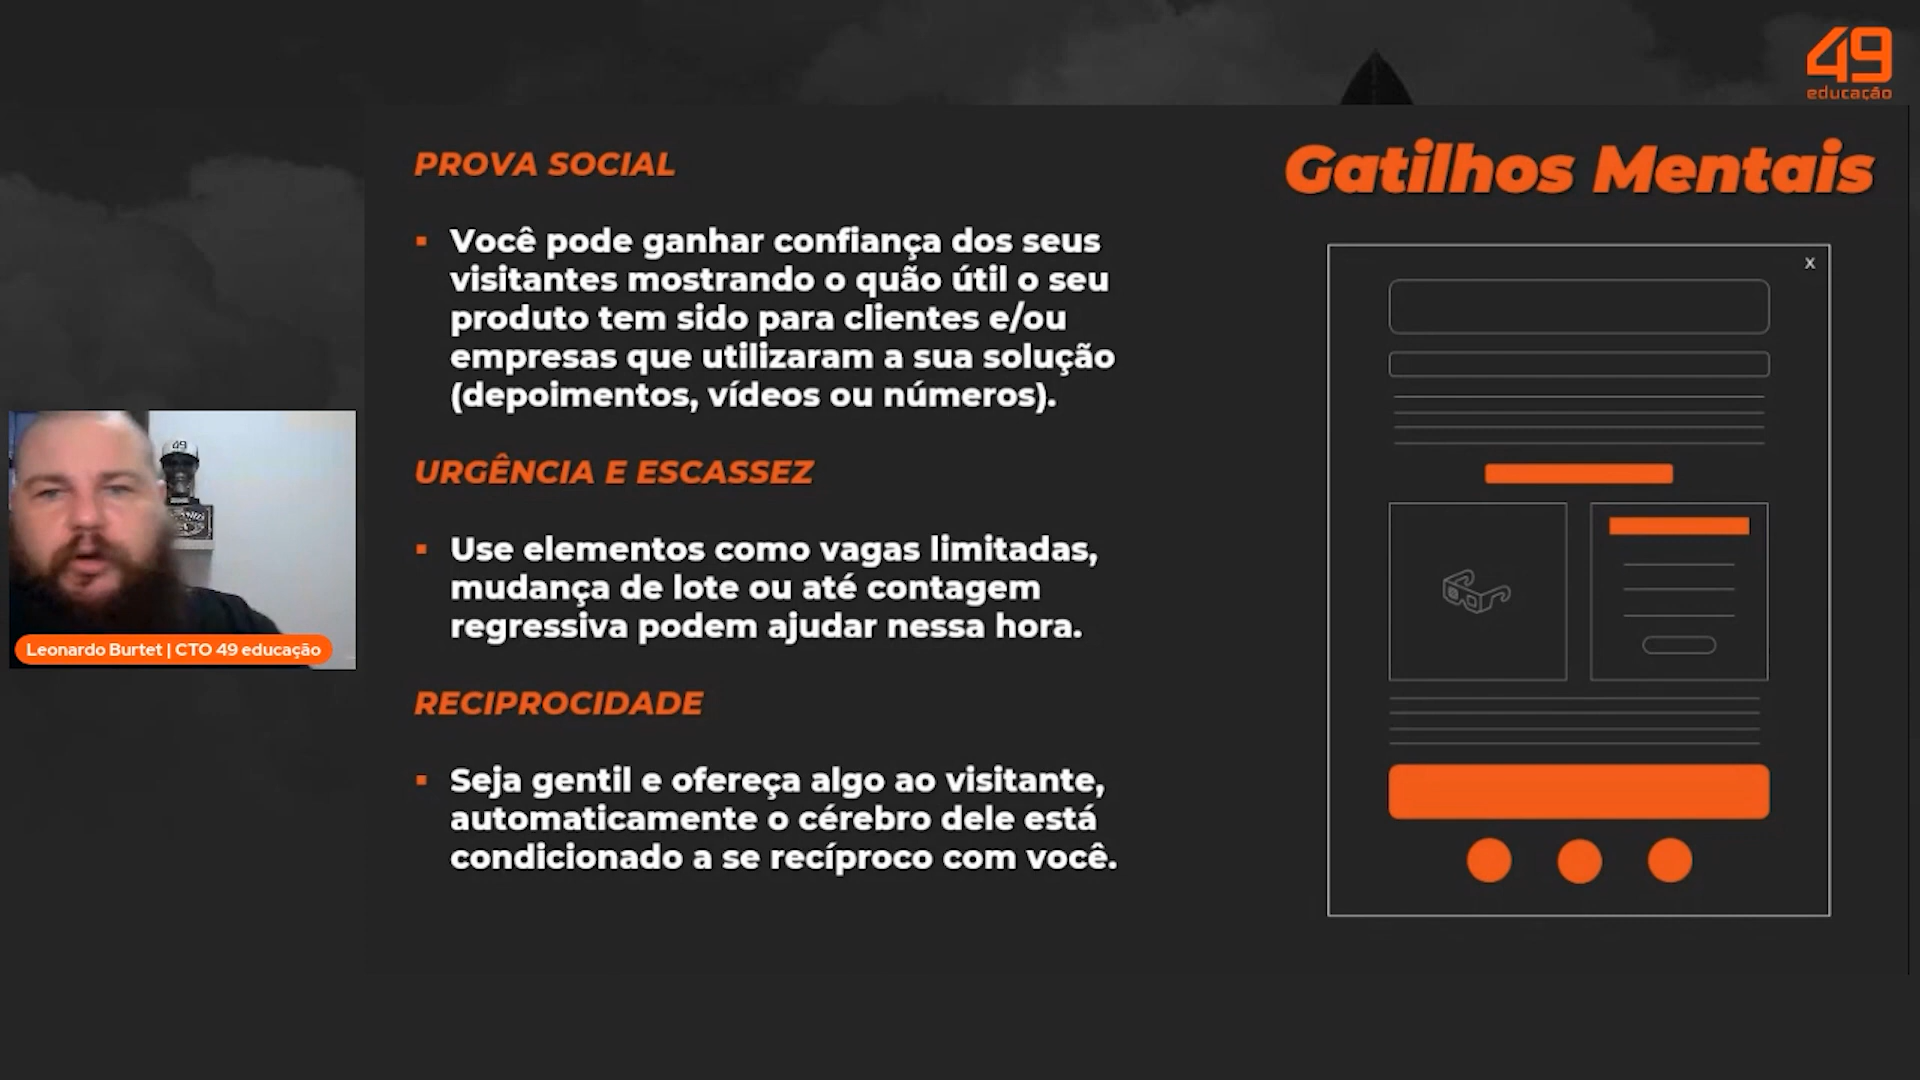 49
educação
Gatilhos Mentais
PROVA SOCIAL
▪ Você pode ganhar confiança dos seus
visitantes mostrando o quão útil o seu
produto tem sido para clientes e/ou
empresas que utilizaram a sua solução
(depoimentos, vídeos ou números).
URGÊNCIA E ESCASSEZ
▪ Use elementos como vagas limitadas,
mudança de lote ou até contagem
regressiva podem ajudar nessa hora.
RECIPROCIDADE
▪ Seja gentil e ofereça algo ao visitante,
automaticamente o cérebro dele está
condicionado a se recíproco com você.
X
49
Leonardo Burtet | CTO 49 educação